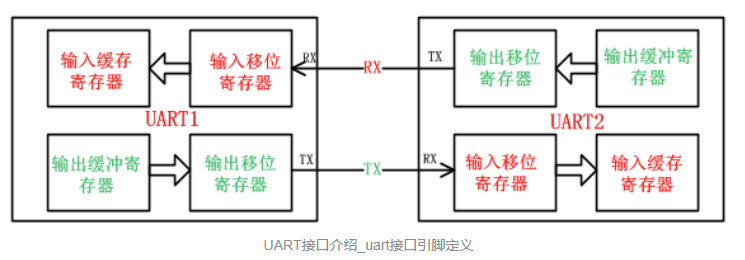 输入缓存
寄存器
输入移位
寄存器
RX
RX
TX
输出移位
寄存器
输出缓冲寄
存器
UART1
UART2
输出缓冲寄
存器
输出移位
寄存器
TX
TX
RX
输入移位
寄存器
输入缓存
寄存器
UART接口介绍_uart接口引脚定义